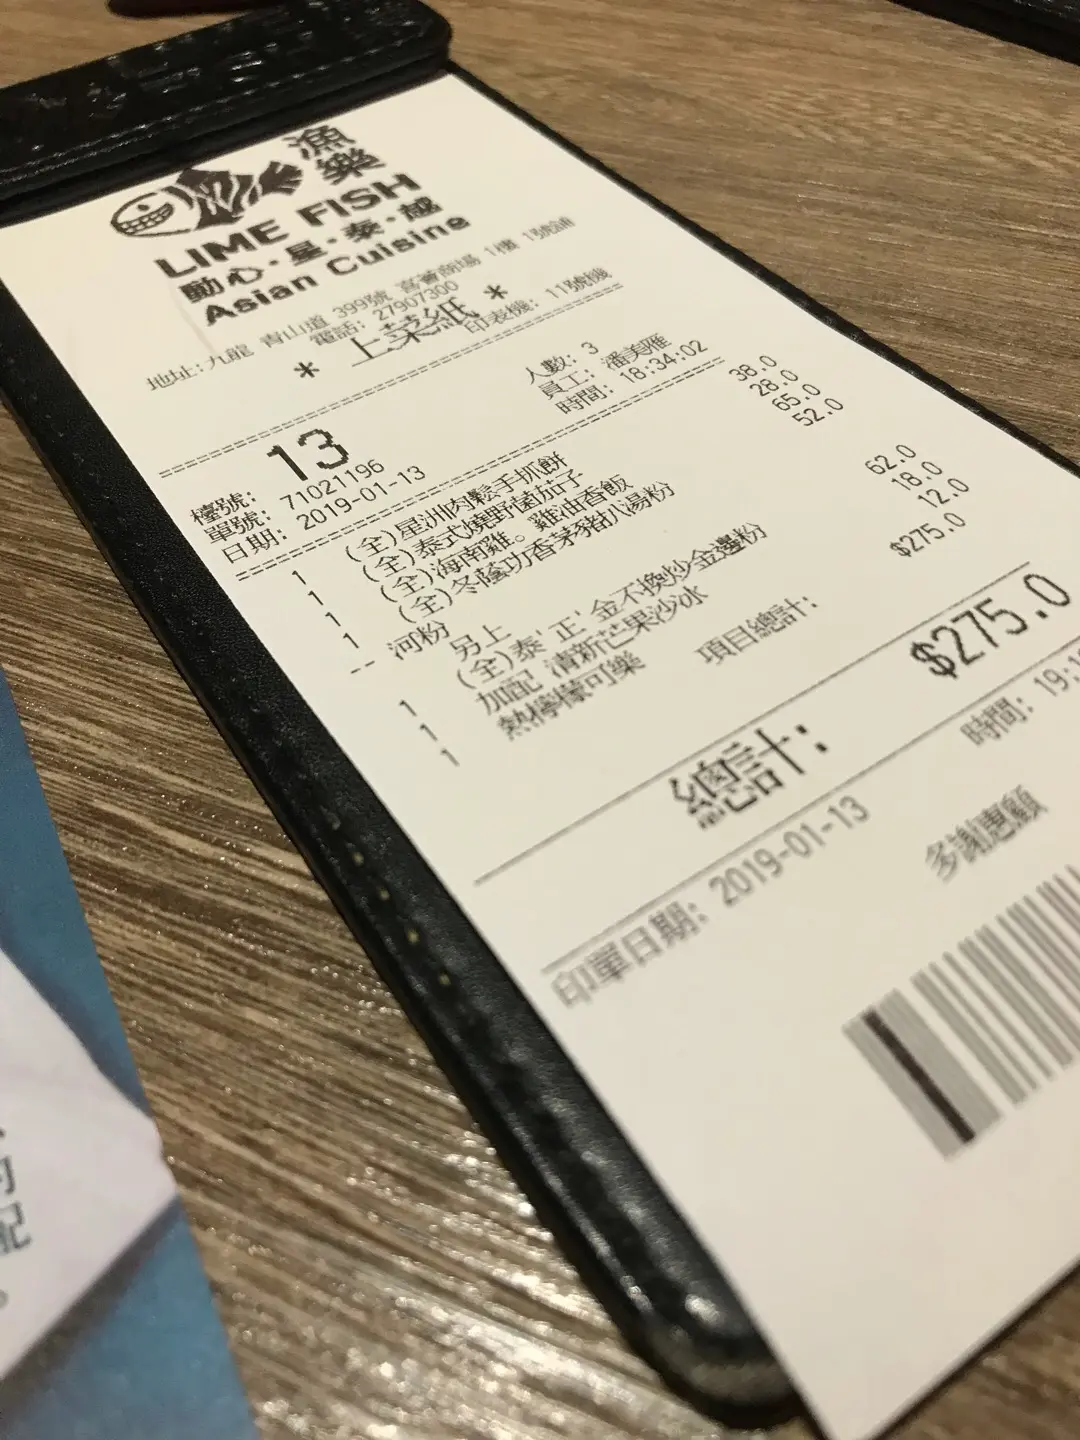 漁樂
LIME FISH
動心·星·泰·越
Asian Cuisine
地址:九龍 青山道 399號 高薈商場 1樓 13號舖
電話: 27907300
* 上菜紙 *
印表機: 11號機
人數: 3
檯號: 13
員工: 潘美雁
單號: 71021196
時間: 18:34:02
日期: 2019-01-13
1 (全)星洲肉鬆手抓餅 38.0
1 (全)泰式燒野菌茄子 28.0
1 (全)海南雞。雞油香飯 65.0
1 (全)冬蔭功香茅豬扒湯粉 52.0
-- 河粉 另上
1 (全)泰'正'金不換炒金邊粉 62.0
1 加配 清新芒果沙冰 18.0
1 熱檸檬可樂 12.0
項目總計: $275.0
總計: $275.0
印單日期: 2019-01-13 時間: 19:1
多謝惠顧
的
配
。